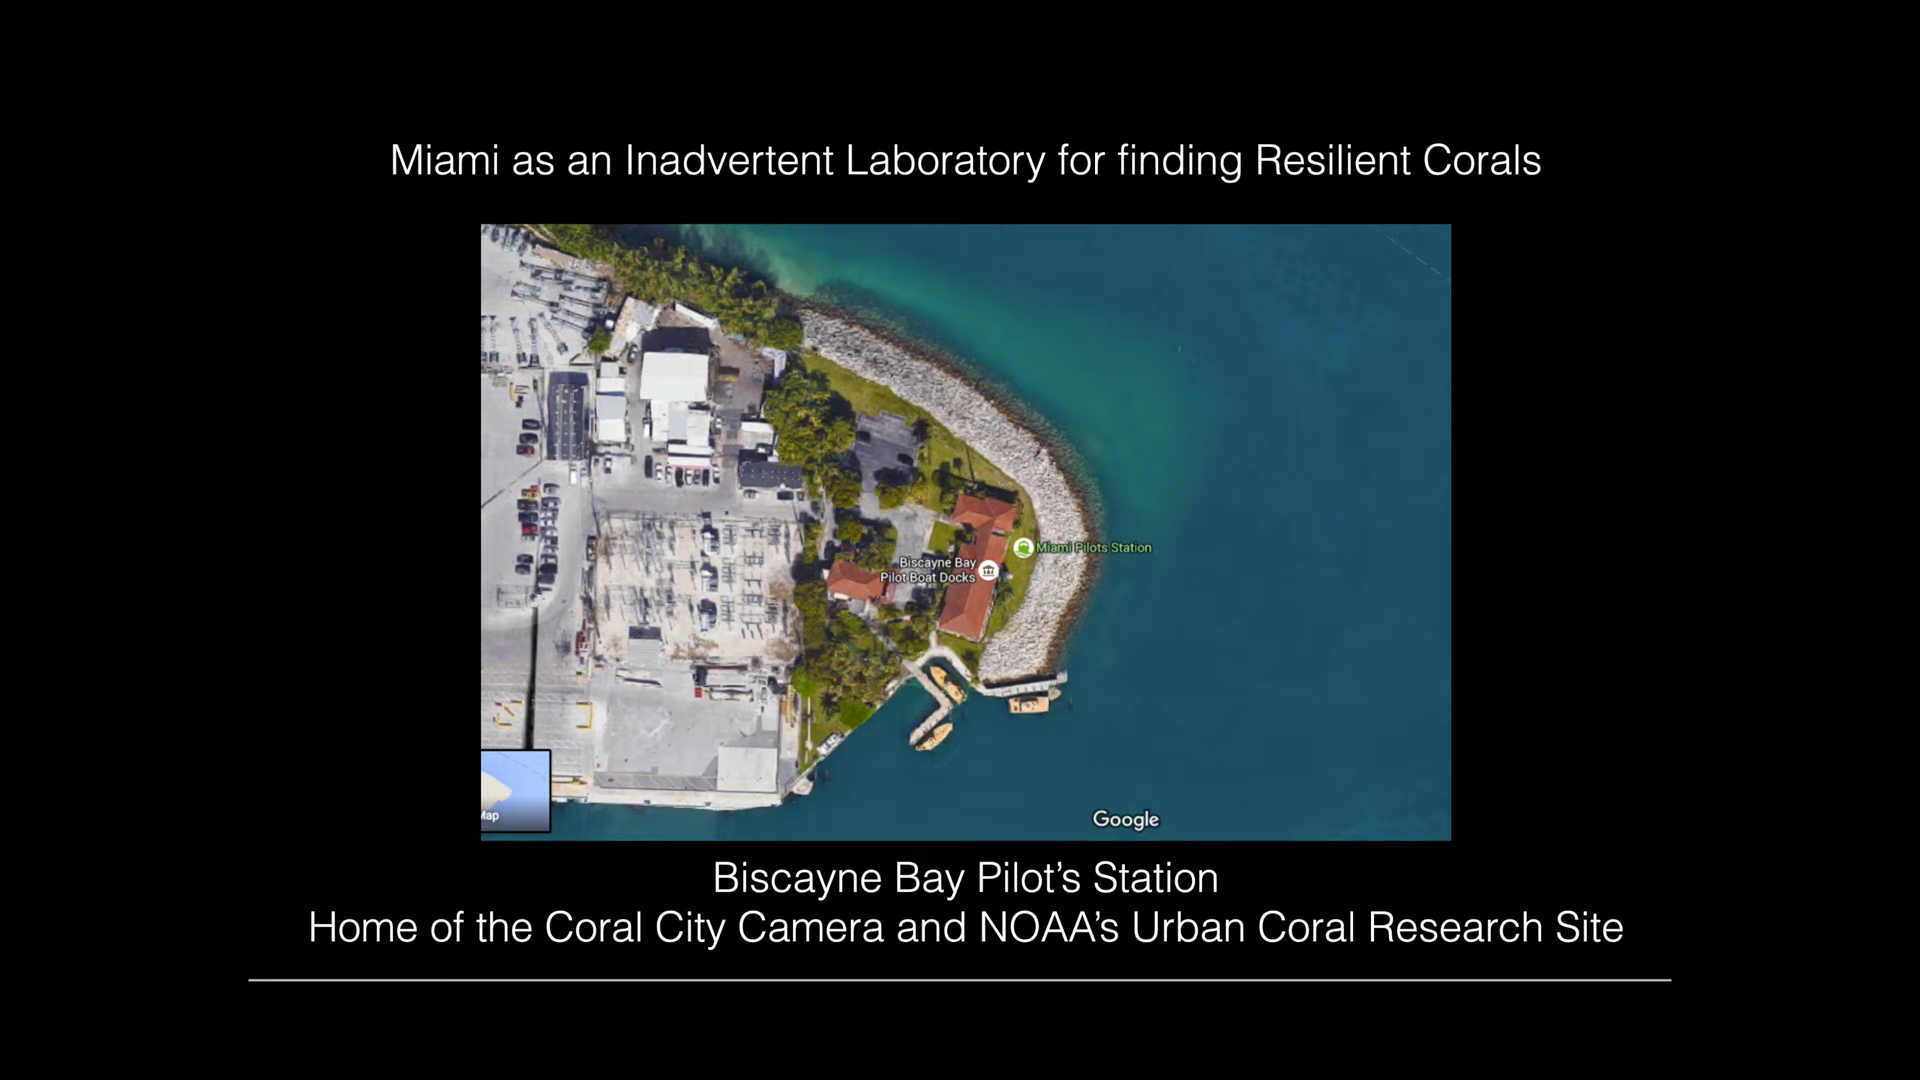 Miami as an Inadvertent Laboratory for finding Resilient Corals
Miami Pilots Station
Biscayne Bay
Pilot Boat Docks
Map
Google
Biscayne Bay Pilot’s Station
Home of the Coral City Camera and NOAA’s Urban Coral Research Site